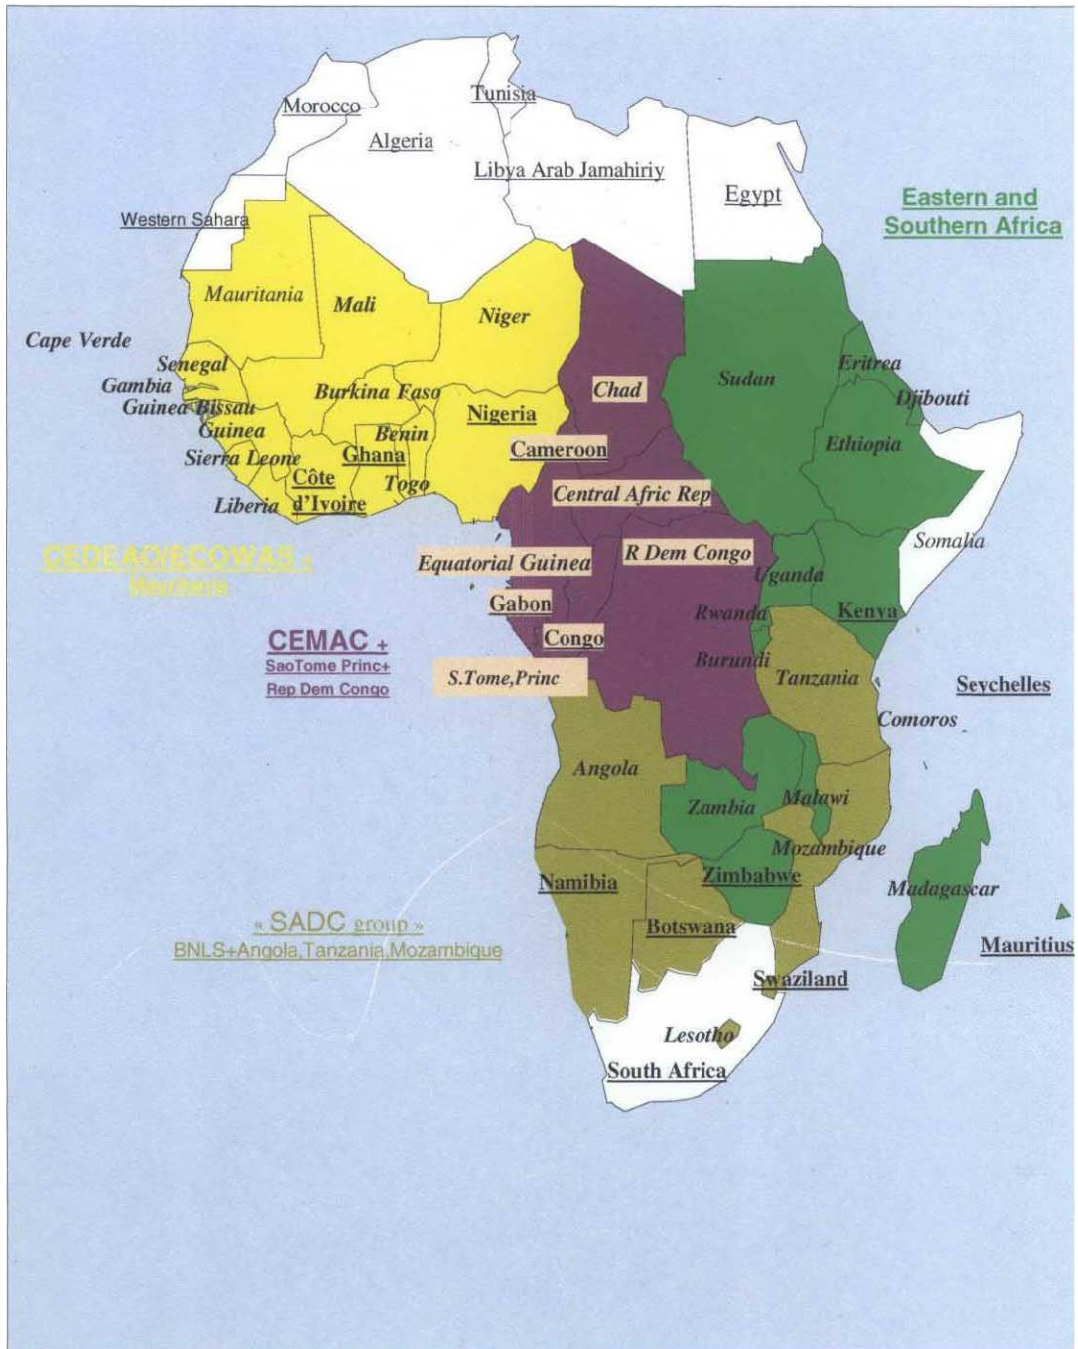 Morocco
Tunisia
Algeria
Libya Arab Jamahiriy
Egypt
Eastern and
Southern Africa
Western Sahara
Mauritania
Mali
Niger
Cape Verde
Senegal
Gambia
Guinea Bissau
Guinea
Sierra Leone
Liberia
Burkina Faso
Benin
Ghana
Togo
Côte
d'Ivoire
Nigeria
Chad
Cameroon
Central Afric Rep
Sudan
Eritrea
Djibouti
Ethiopia
Somalia
CEDEAO/ECOWAS +
Mauritania
Equatorial Guinea
R Dem Congo
Uganda
Gabon
Rwanda
Kenya
Congo
CEMAC +
SaoTome Princ+
Rep Dem Congo
S.Tome,Princ
Burundi
Tanzania
Seychelles
Comoros
Angola
Zambia
Malawi
Mozambique
Namibia
Zimbabwe
Madagascar
« SADC group »
BNLS+Angola,Tanzania,Mozambique
Botswana
Mauritius
Swaziland
Lesotho
South Africa